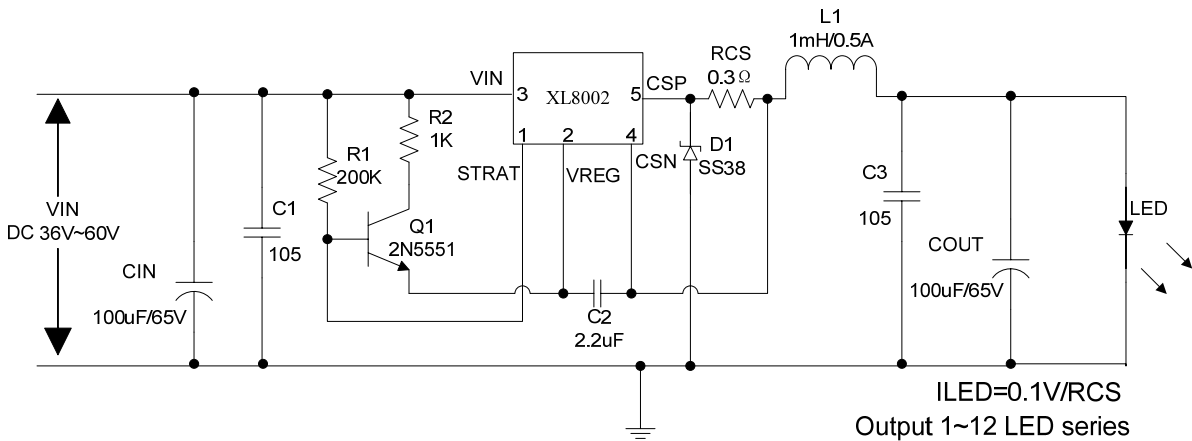 L1
1mH/0.5A
RCS
0.3Ω
VIN
3
XL8002
5
CSP
1
2
4
R2
1K
STRAT
VREG
CSN
D1
SS38
R1
200K
VIN
DC 36V~60V
C1
105
Q1
2N5551
C3
105
LED
CIN
100uF/65V
COUT
100uF/65V
C2
2.2uF
ILED=0.1V/RCS
Output 1~12 LED series